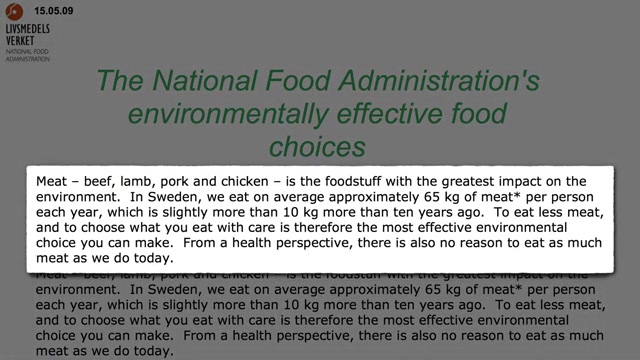 15.05.09
LIVSMEDELS
VERKET
NATIONAL FOOD
ADMINISTRATION
The National Food Administration's
environmentally effective food
choices
Meat – beef, lamb, pork and chicken – is the foodstuff with the greatest impact on the
environment.  In Sweden, we eat on average approximately 65 kg of meat* per person
each year, which is slightly more than 10 kg more than ten years ago.  To eat less meat,
and to choose what you eat with care is therefore the most effective environmental
choice you can make.  From a health perspective, there is also no reason to eat as much
meat as we do today.
Meat – beef, lamb, pork and chicken – is the foodstuff with the greatest impact on the
environment.  In Sweden, we eat on average approximately 65 kg of meat* per person
each year, which is slightly more than 10 kg more than ten years ago.  To eat less meat,
and to choose what you eat with care is therefore the most effective environmental
choice you can make.  From a health perspective, there is also no reason to eat as much
meat as we do today.